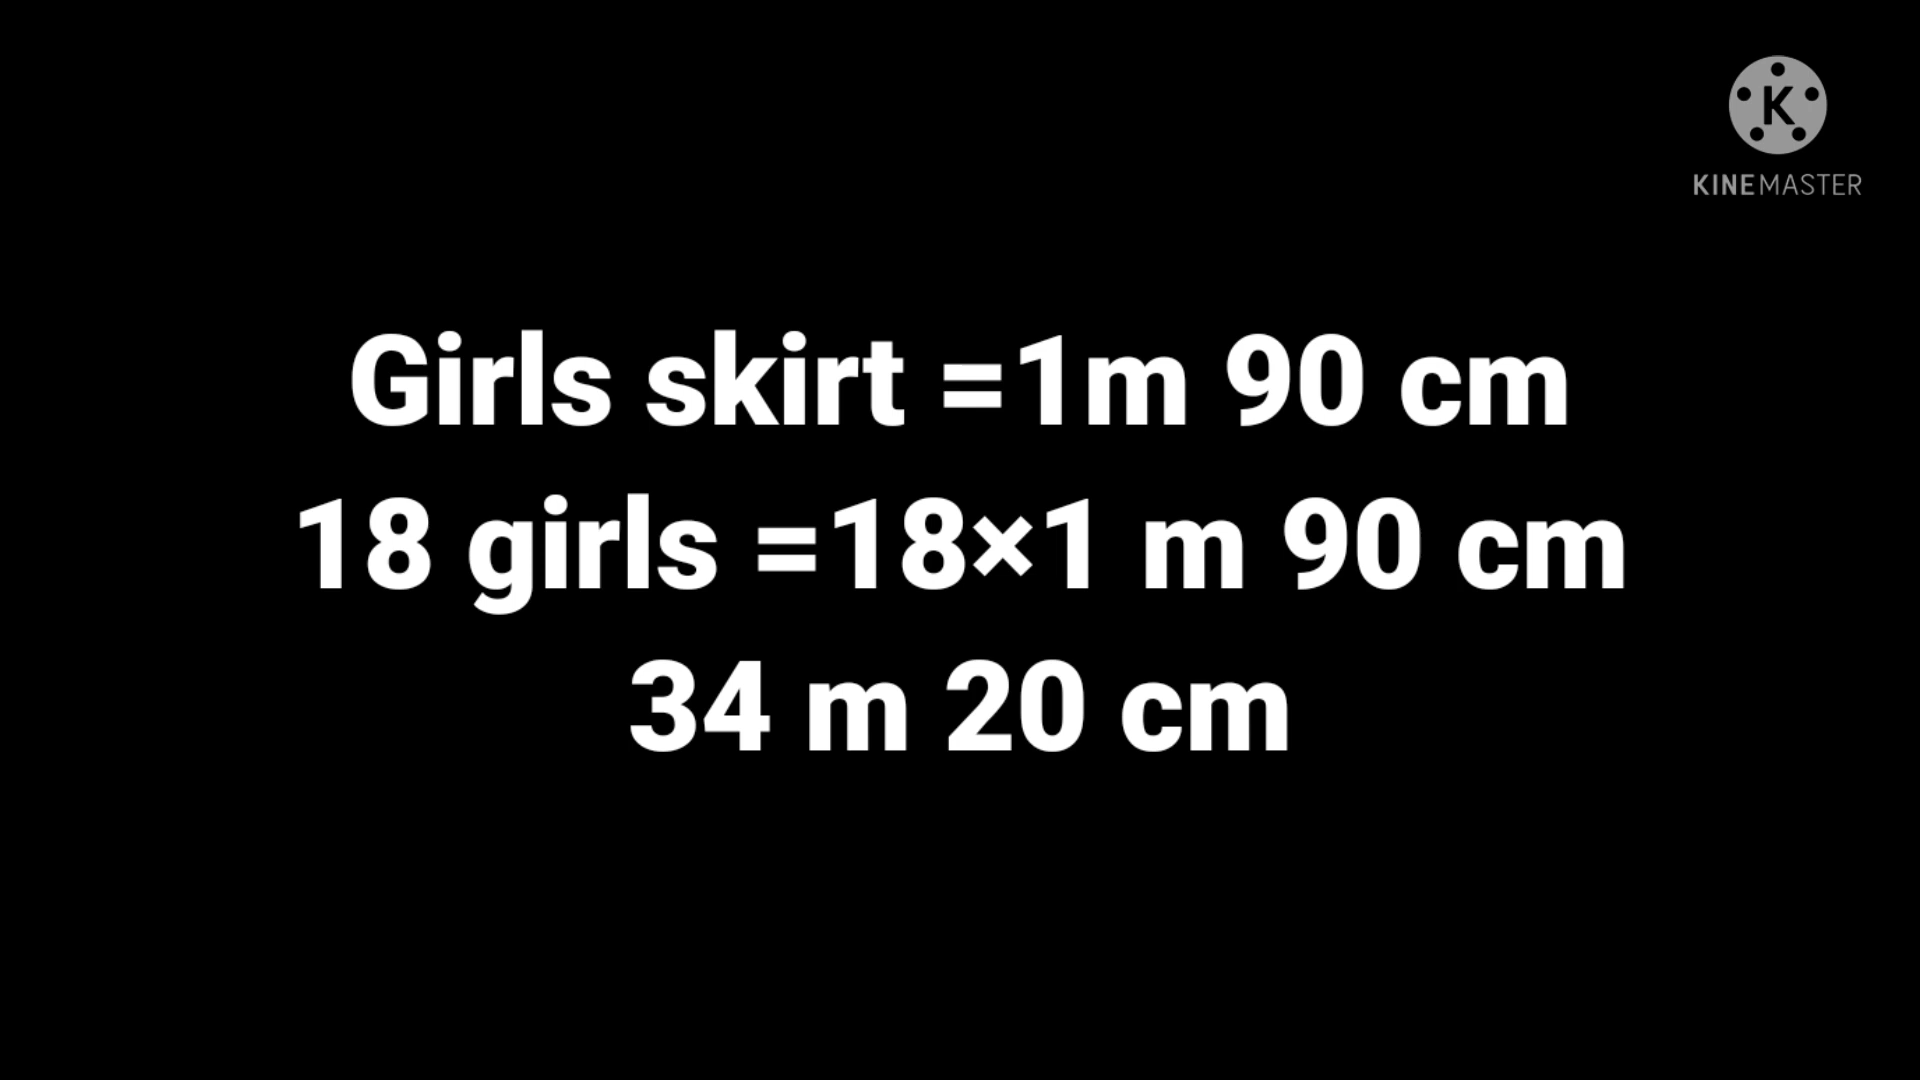 K
KINEMASTER
Girls skirt =1m 90 cm
18 girls =18×1 m 90 cm
34 m 20 cm